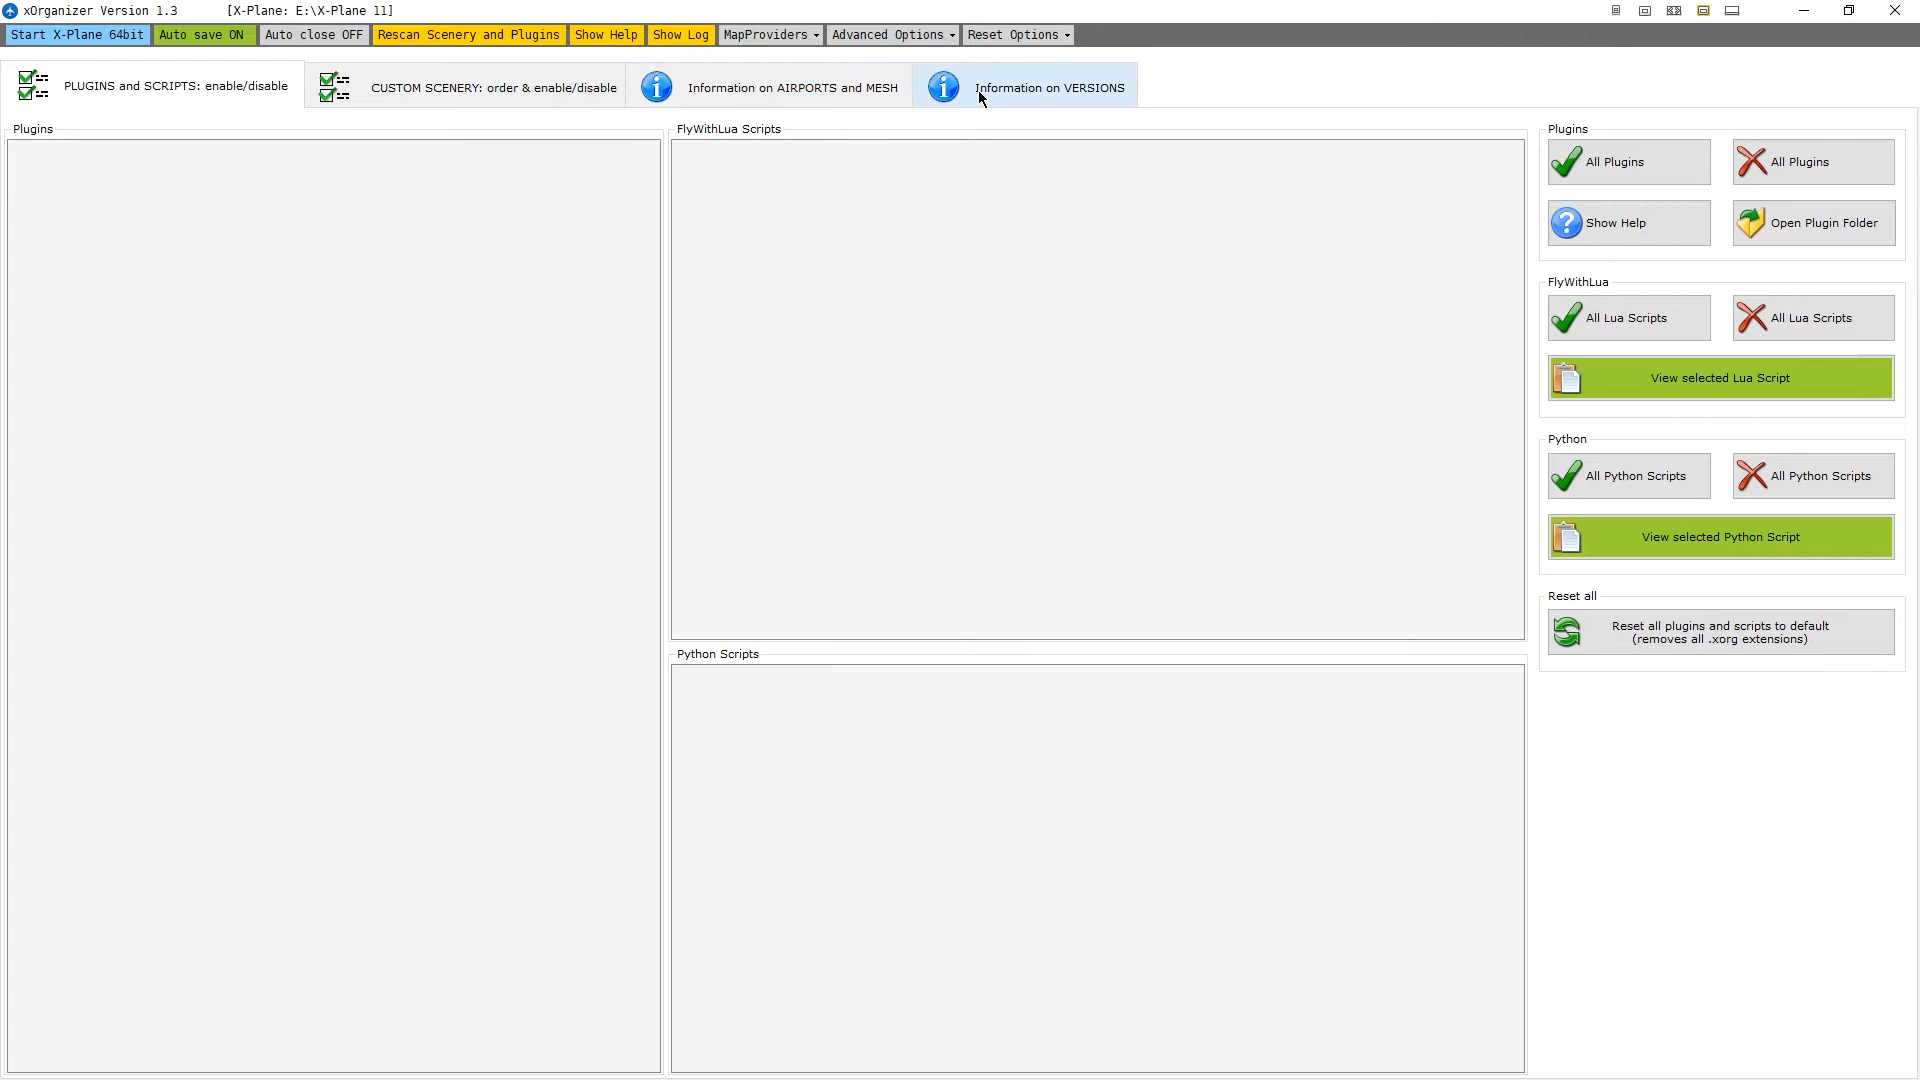 xOrganizer Version 1.3 [X-Plane: E:\X-Plane 11]
Start X-Plane 64bit Auto save ON Auto close OFF Rescan Scenery and Plugins Show Help Show Log MapProviders Advanced Options Reset Options
PLUGINS and SCRIPTS: enable/disable CUSTOM SCENERY: order & enable/disable Information on AIRPORTS and MESH Information on VERSIONS
Plugins
FlyWithLua Scripts
Python Scripts
Plugins
All Plugins All Plugins
Show Help Open Plugin Folder
FlyWithLua
All Lua Scripts All Lua Scripts
View selected Lua Script
Python
All Python Scripts All Python Scripts
View selected Python Script
Reset all
Reset all plugins and scripts to default
(removes all .xorg extensions)